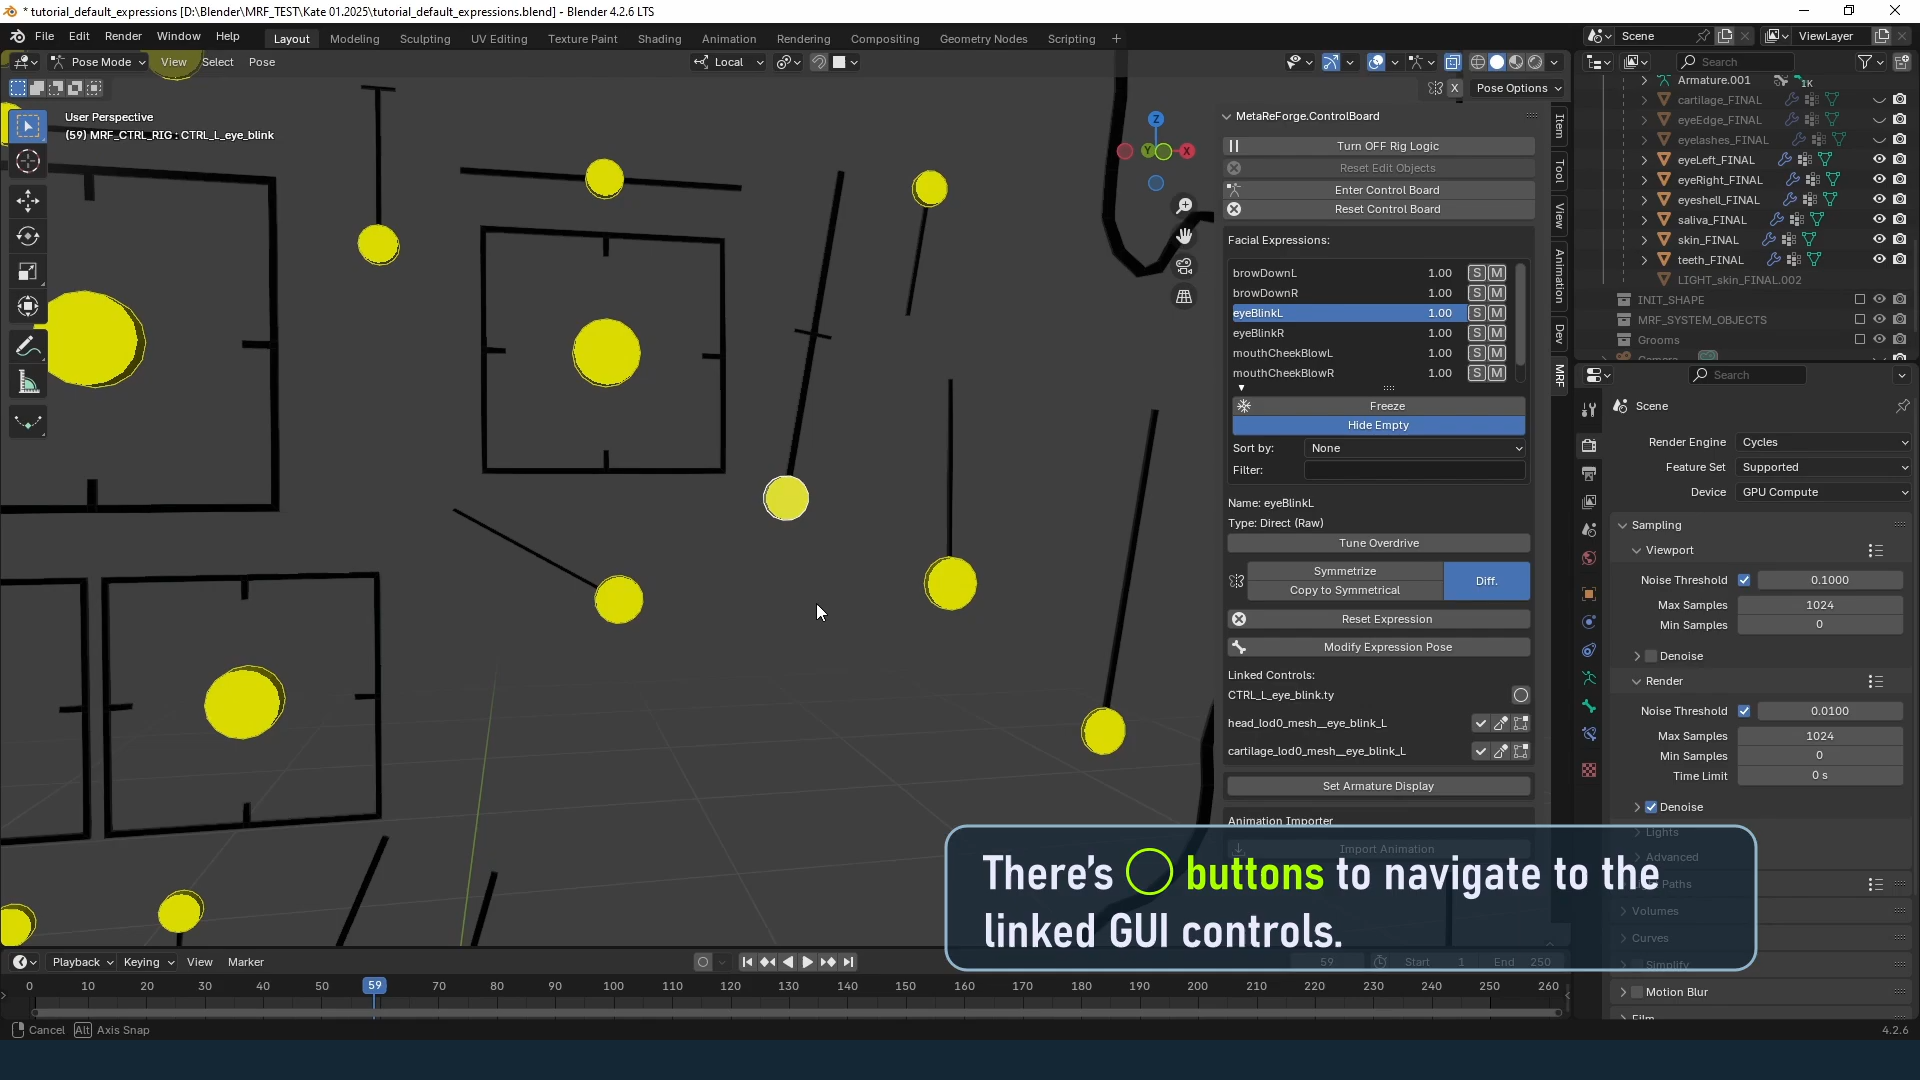 * tutorial_default_expressions [D:\Blender\MRF_TEST\Kate 01.2025\tutorial_default_expressions.blend] - Blender 4.2.6 LTS
File Edit Render Window Help Layout Modeling Sculpting UV Editing Texture Paint Shading Animation Rendering Compositing Geometry Nodes Scripting + Scene ViewLayer
Pose Mode View Select Pose Local Search
X Pose Options
Armature.001 1K
cartilage_FINAL
eyeEdge_FINAL
eyelashes_FINAL
eyeLeft_FINAL
eyeRight_FINAL
eyeshell_FINAL
saliva_FINAL
skin_FINAL
teeth_FINAL
LIGHT_skin_FINAL.002
INIT_SHAPE
MRF_SYSTEM_OBJECTS
Grooms
Camera
User Perspective
(59) MRF_CTRL_RIG : CTRL_L_eye_blink
Z
Y X
Item
Tool
View
Animation
Dev
MRF
MetaReForge.ControlBoard
Turn OFF Rig Logic
Reset Edit Objects
Enter Control Board
Reset Control Board
Facial Expressions:
browDownL 1.00 S M
browDownR 1.00 S M
eyeBlinkL 1.00 S M
eyeBlinkR 1.00 S M
mouthCheekBlowL 1.00 S M
mouthCheekBlowR 1.00 S M
Freeze
Hide Empty
Sort by: None
Filter:
Name: eyeBlinkL
Type: Direct (Raw)
Tune Overdrive
Symmetrize
Copy to Symmetrical
Diff.
Reset Expression
Modify Expression Pose
Linked Controls:
CTRL_L_eye_blink.ty
head_lod0_mesh__eye_blink_L
cartilage_lod0_mesh__eye_blink_L
Set Armature Display
Animation Importer
Import Animation
Search
Scene
Render Engine Cycles
Feature Set Supported
Device GPU Compute
Sampling
Viewport
Noise Threshold 0.1000
Max Samples 1024
Min Samples 0
Denoise
Render
Noise Threshold 0.0100
Max Samples 1024
Min Samples 0
Time Limit 0 s
Denoise
Lights
Advanced
Paths
Volumes
Curves
Simplify
Motion Blur
Film
There's buttons to navigate to the
linked GUI controls.
Playback Keying View Marker 59 Start 1 End 250
0 10 20 30 40 50 59 70 80 90 100 110 120 130 140 150 160 170 180 190 200 210 220 230 240 250 260
Cancel Alt Axis Snap 4.2.6